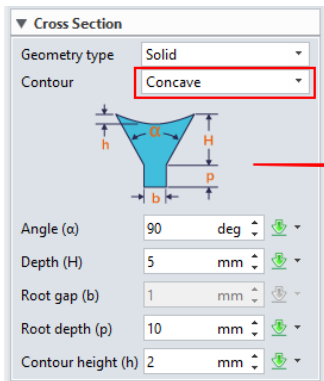 ▼ Cross Section
Geometry type Solid
Contour Concave
h α H
p
b
Angle (α) 90 deg
Depth (H) 5 mm
Root gap (b) 1 mm
Root depth (p) 10 mm
Contour height (h) 2 mm